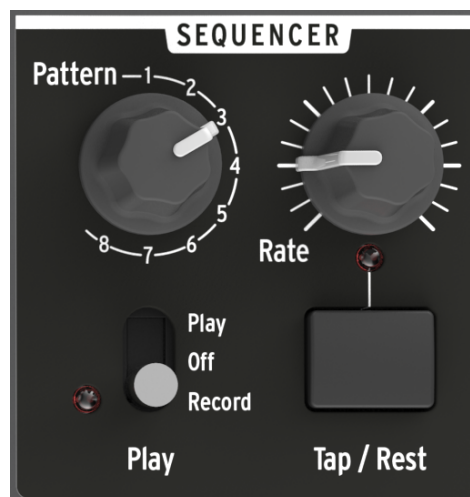 SEQUENCER
Pattern
1
2
3
4
5
6
7
8
Rate
Play
Off
Record
Play
Tap / Rest